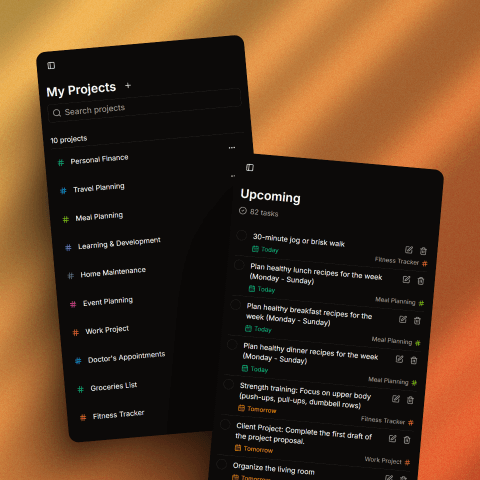 My Projects +
Search projects
10 projects
# Personal Finance
# Travel Planning
# Meal Planning
# Learning & Development
# Home Maintenance
# Event Planning
# Work Project
# Doctor's Appointments
# Groceries List
# Fitness Tracker
Upcoming
82 tasks
30-minute jog or brisk walk
Today
Fitness Tracker #
Plan healthy lunch recipes for the week
(Monday - Sunday)
Today
Meal Planning #
Plan healthy breakfast recipes for the
week (Monday - Sunday)
Today
Meal Planning #
Plan healthy dinner recipes for the week
(Monday - Sunday)
Today
Meal Planning #
Strength training: Focus on upper body
(push-ups, pull-ups, dumbbell rows)
Tomorrow
Fitness Tracker #
Client Project: Complete the first draft of
the project proposal.
Tomorrow
Work Project #
Organize the living room
Tomorrow